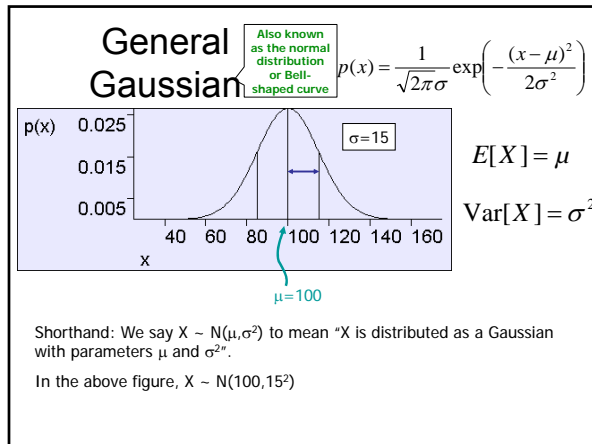 General
Gaussian
Also known
as the normal
distribution
or Bell-
shaped curve
p(x) = 1/(√2πσ) exp(−(x−μ)²/2σ²)
p(x)
0.025
0.015
0.005
σ=15
40 60 80 100 120 140 160
x
μ=100
E[X] = μ
Var[X] = σ²
Shorthand: We say X ~ N(μ,σ²) to mean “X is distributed as a Gaussian
with parameters μ and σ²”.
In the above figure, X ~ N(100,15²)